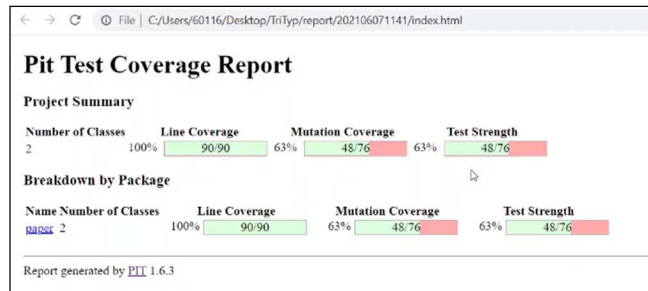 File | C:/Users/60116/Desktop/TriTyp/report/202106071141/index.html
Pit Test Coverage Report
Project Summary
Number of Classes Line Coverage Mutation Coverage Test Strength
2 100% 90/90 63% 48/76 63% 48/76
Breakdown by Package
Name Number of Classes Line Coverage Mutation Coverage Test Strength
paper 2 100% 90/90 63% 48/76 63% 48/76
Report generated by PIT 1.6.3